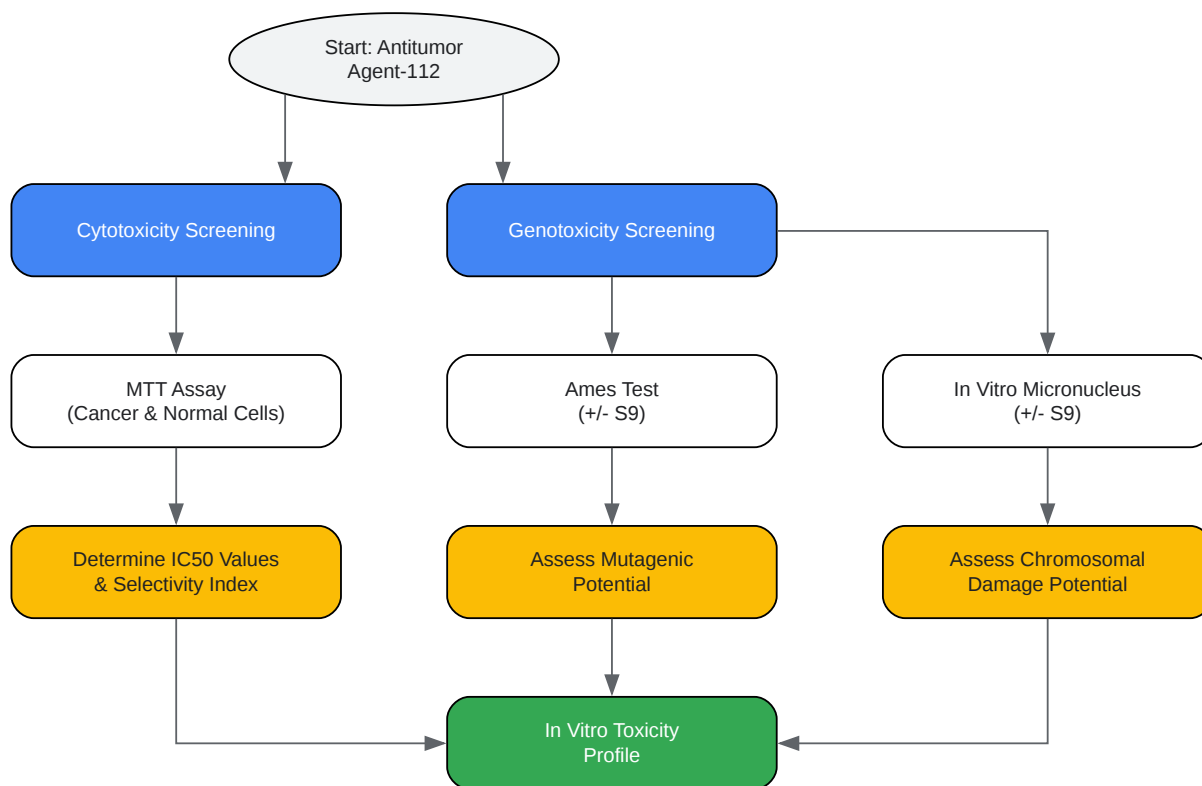 Start: Antitumor
Agent-112
Cytotoxicity Screening
Genotoxicity Screening
MTT Assay
(Cancer & Normal Cells)
Ames Test
(+/- S9)
In Vitro Micronucleus
(+/- S9)
Determine IC50 Values
& Selectivity Index
Assess Mutagenic
Potential
Assess Chromosomal
Damage Potential
In Vitro Toxicity
Profile